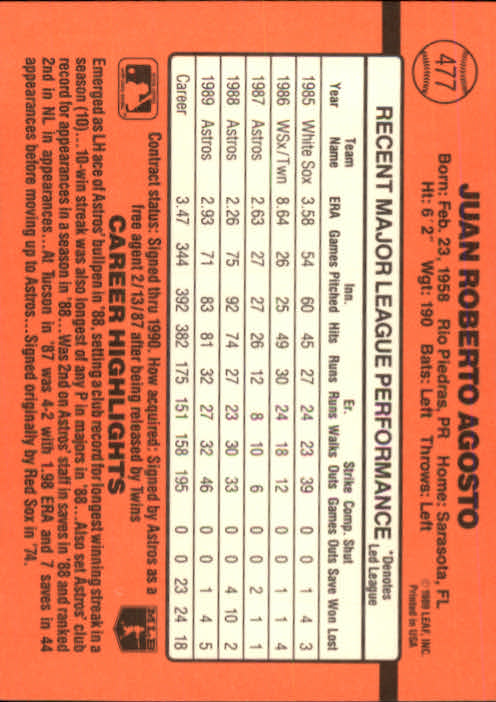 477
JUAN ROBERTO AGOSTO
Born: Feb. 23, 1958 Rio Piedras, PR Home: Sarasota, FL
Ht: 6' 2" Wgt: 190 Bats: Left Throws: Left
© 1989 LEAF, INC.
Printed in USA
RECENT MAJOR LEAGUE PERFORMANCE
*Denotes
Led League
Team Inn. Er. Strike Comp. Shut
Year Name ERA Games Pitched Hits Runs Runs Walks Outs Games Outs Save Won Lost
1985 White Sox 3.58 54 60 45 27 24 23 39 0 0 1 4 3
1986 WSx/Twn 8.64 26 25 49 30 24 18 12 0 0 1 1 4
1987 Astros 2.63 27 27 26 12 8 10 6 0 0 2 1 1
1988 Astros 2.26 75 92 74 27 23 30 33 0 0 4 10 2
1989 Astros 2.93 71 83 81 32 27 32 46 0 0 1 4 5
Career 3.47 344 392 382 175 151 158 195 0 0 23 24 18
Contract status: Signed thru 1990. How acquired: Signed by Astros as a
free agent 2/13/87 after being released by Twins
CAREER HIGHLIGHTS
MLB
Emerged as LH ace of Astros' bullpen in '88, setting a club record for longest winning streak in a
season (10)....10-win streak was also longest of any P in majors in '88...Also set Astros' club
record for appearances in a season in '88...Was 2nd on Astros' staff in saves in '88 and ranked
2nd in NL in appearances...At Tucson in '87 was 4-2 with 1.98 ERA and 7 saves in 44
appearances before moving up to Astros....Signed originally by Red Sox in '74.